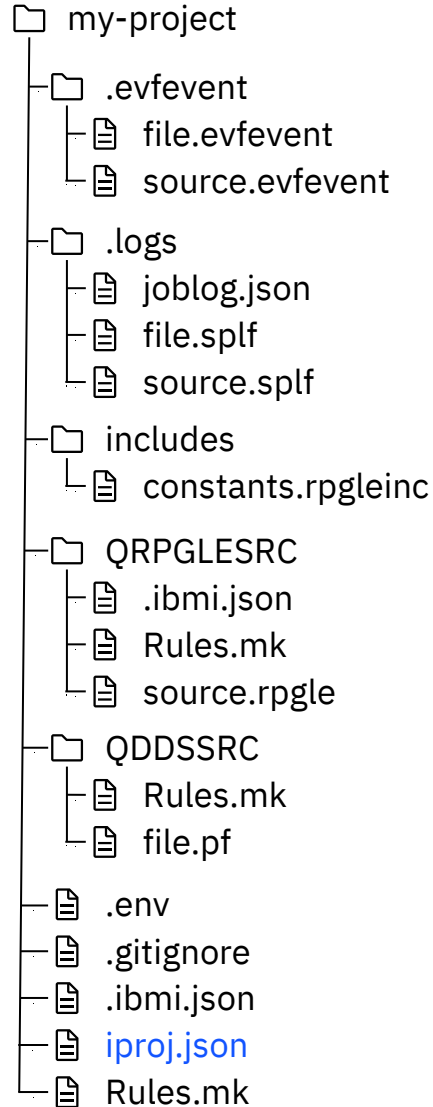 my-project
.evfevent
file.evfevent
source.evfevent
.logs
joblog.json
file.splf
source.splf
includes
constants.rpgleinc
QRPGLESRC
.ibmi.json
Rules.mk
source.rpgle
QDDSSRC
Rules.mk
file.pf
.env
.gitignore
.ibmi.json
iproj.json
Rules.mk